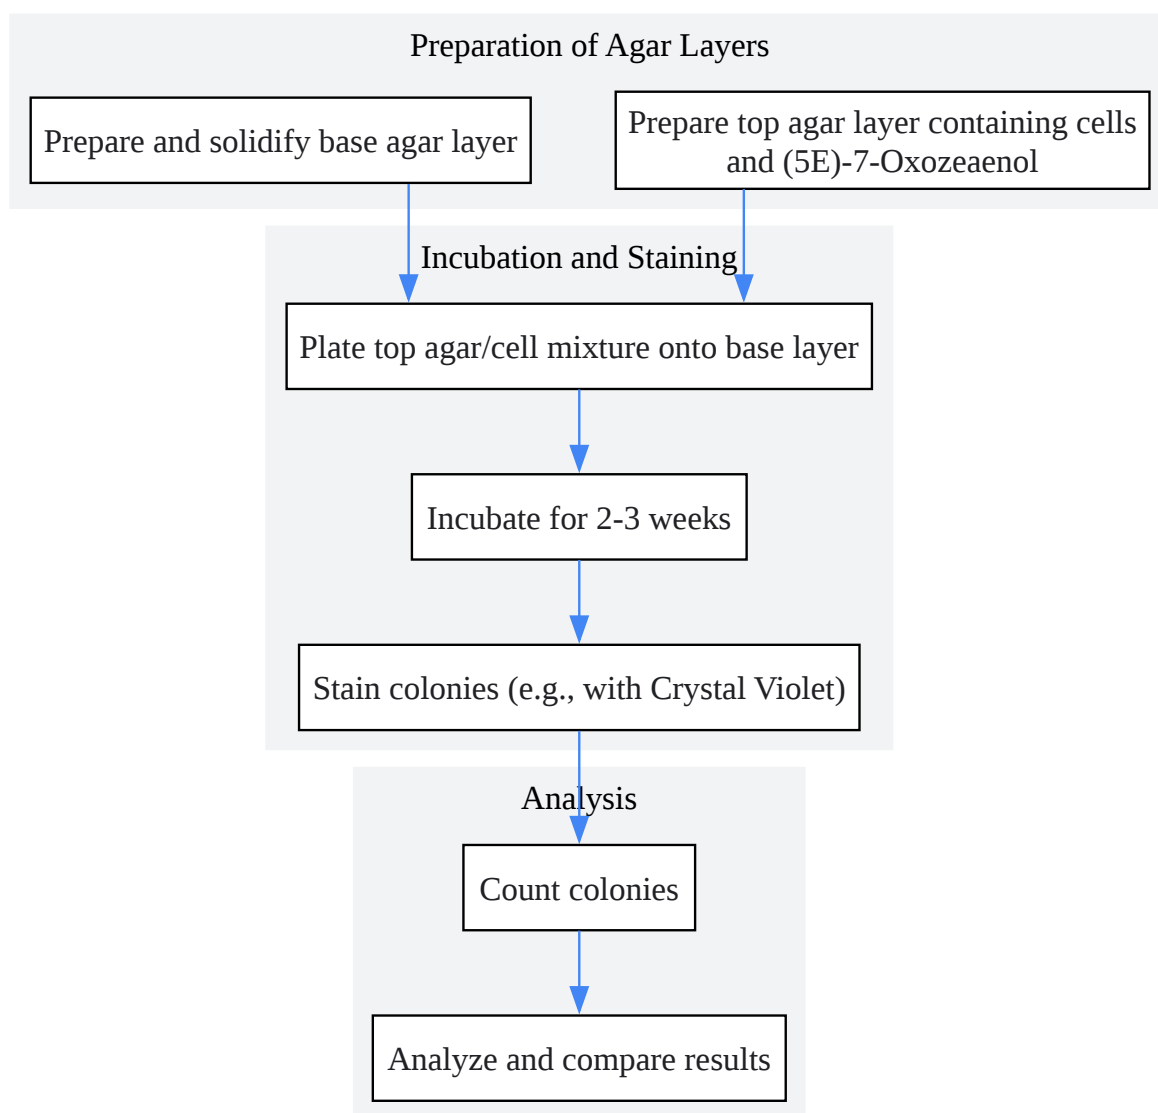 Preparation of Agar Layers
Prepare and solidify base agar layer
Prepare top agar layer containing cells
and (5E)-7-Oxozeaenol
Incubation and Staining
Plate top agar/cell mixture onto base layer
Incubate for 2-3 weeks
Stain colonies (e.g., with Crystal Violet)
Analysis
Count colonies
Analyze and compare results